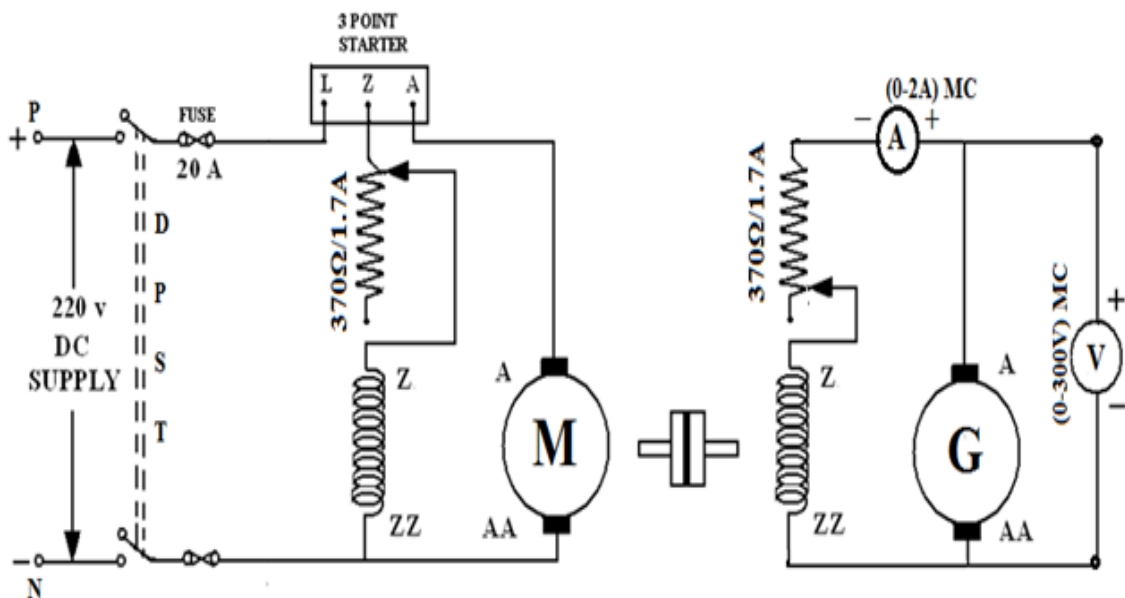 3 POINT
STARTER
L Z A
P
+
FUSE
20 A
D
P
S
T
220 v
DC
SUPPLY
370Ω/1.7A
Z
ZZ
A
M
AA
–
N
(0-2A) MC
– A +
370Ω/1.7A
Z
ZZ
A
G
AA
+
V
–
(0-300V) MC